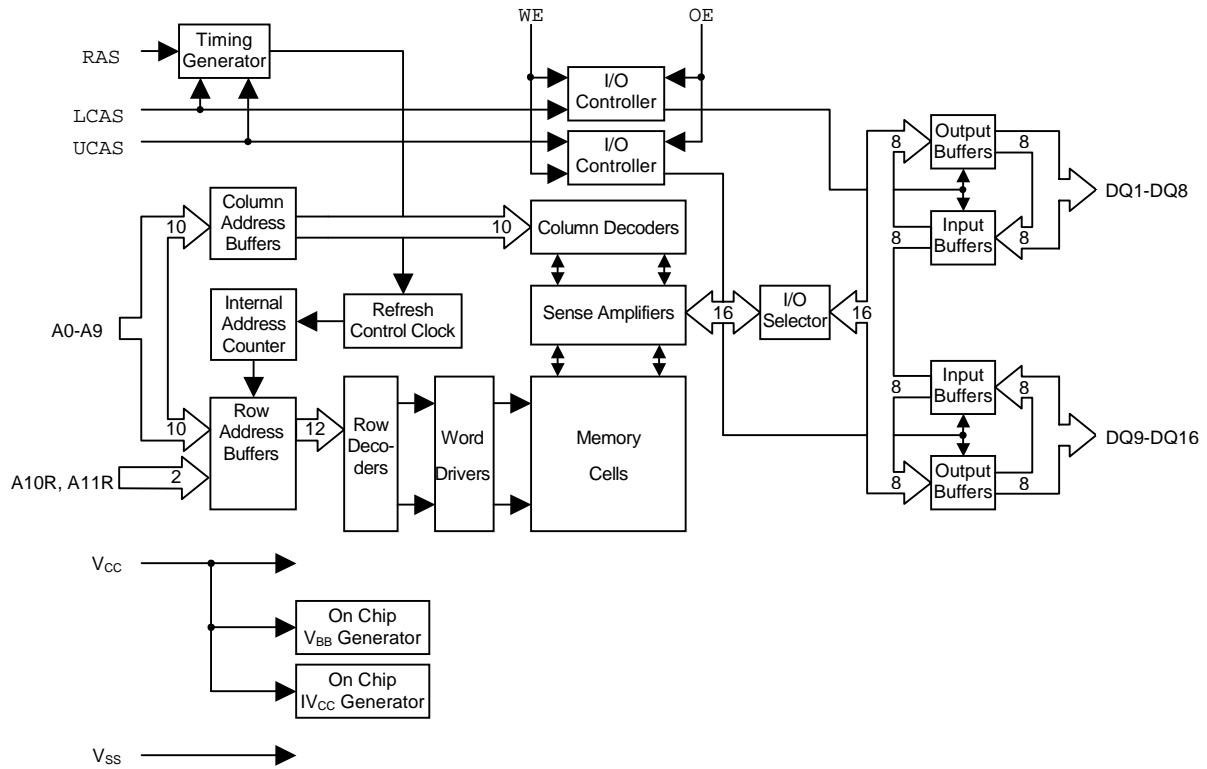 WE
OE
RAS
Timing
Generator
I/O
Controller
LCAS
UCAS
I/O
Controller
Output
Buffers
8
8
DQ1-DQ8
Column
Address
Buffers
10
10
Column Decoders
Input
Buffers
8
8
A0-A9
Internal
Address
Counter
Refresh
Control Clock
Sense Amplifiers
16
I/O
Selector
16
Input
Buffers
8
8
10
Row
Address
Buffers
12
Row
Deco-
ders
Word
Drivers
Memory
Cells
DQ9-DQ16
A10R, A11R
2
Output
Buffers
8
8
VCC
On Chip
VBB Generator
On Chip
IVCC Generator
VSS